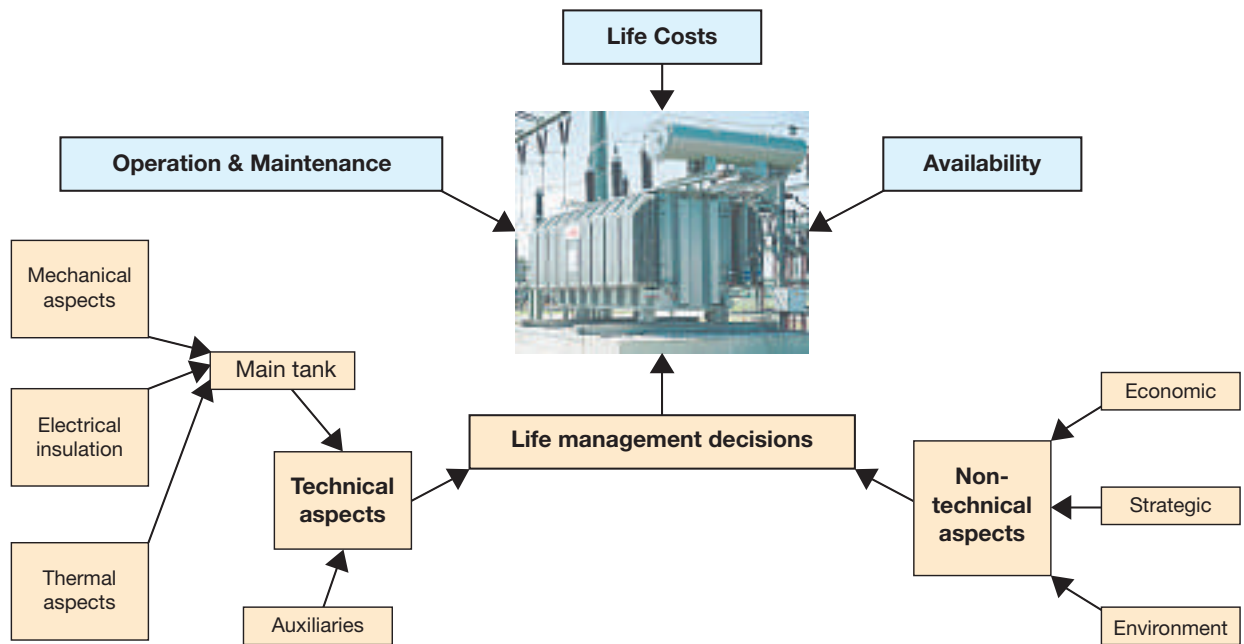 Life Costs
Operation & Maintenance
Availability
Mechanical
aspects
Main tank
Electrical
insulation
Thermal
aspects
Technical
aspects
Auxiliaries
Life management decisions
Non-
technical
aspects
Economic
Strategic
Environment